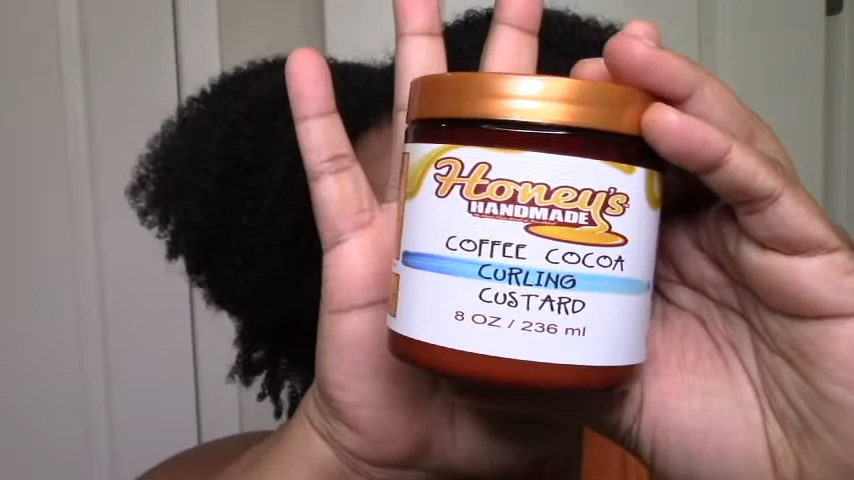 Honey's
HANDMADE
COFFEE COCOA
CURLING
CUSTARD
8 OZ / 236 ml